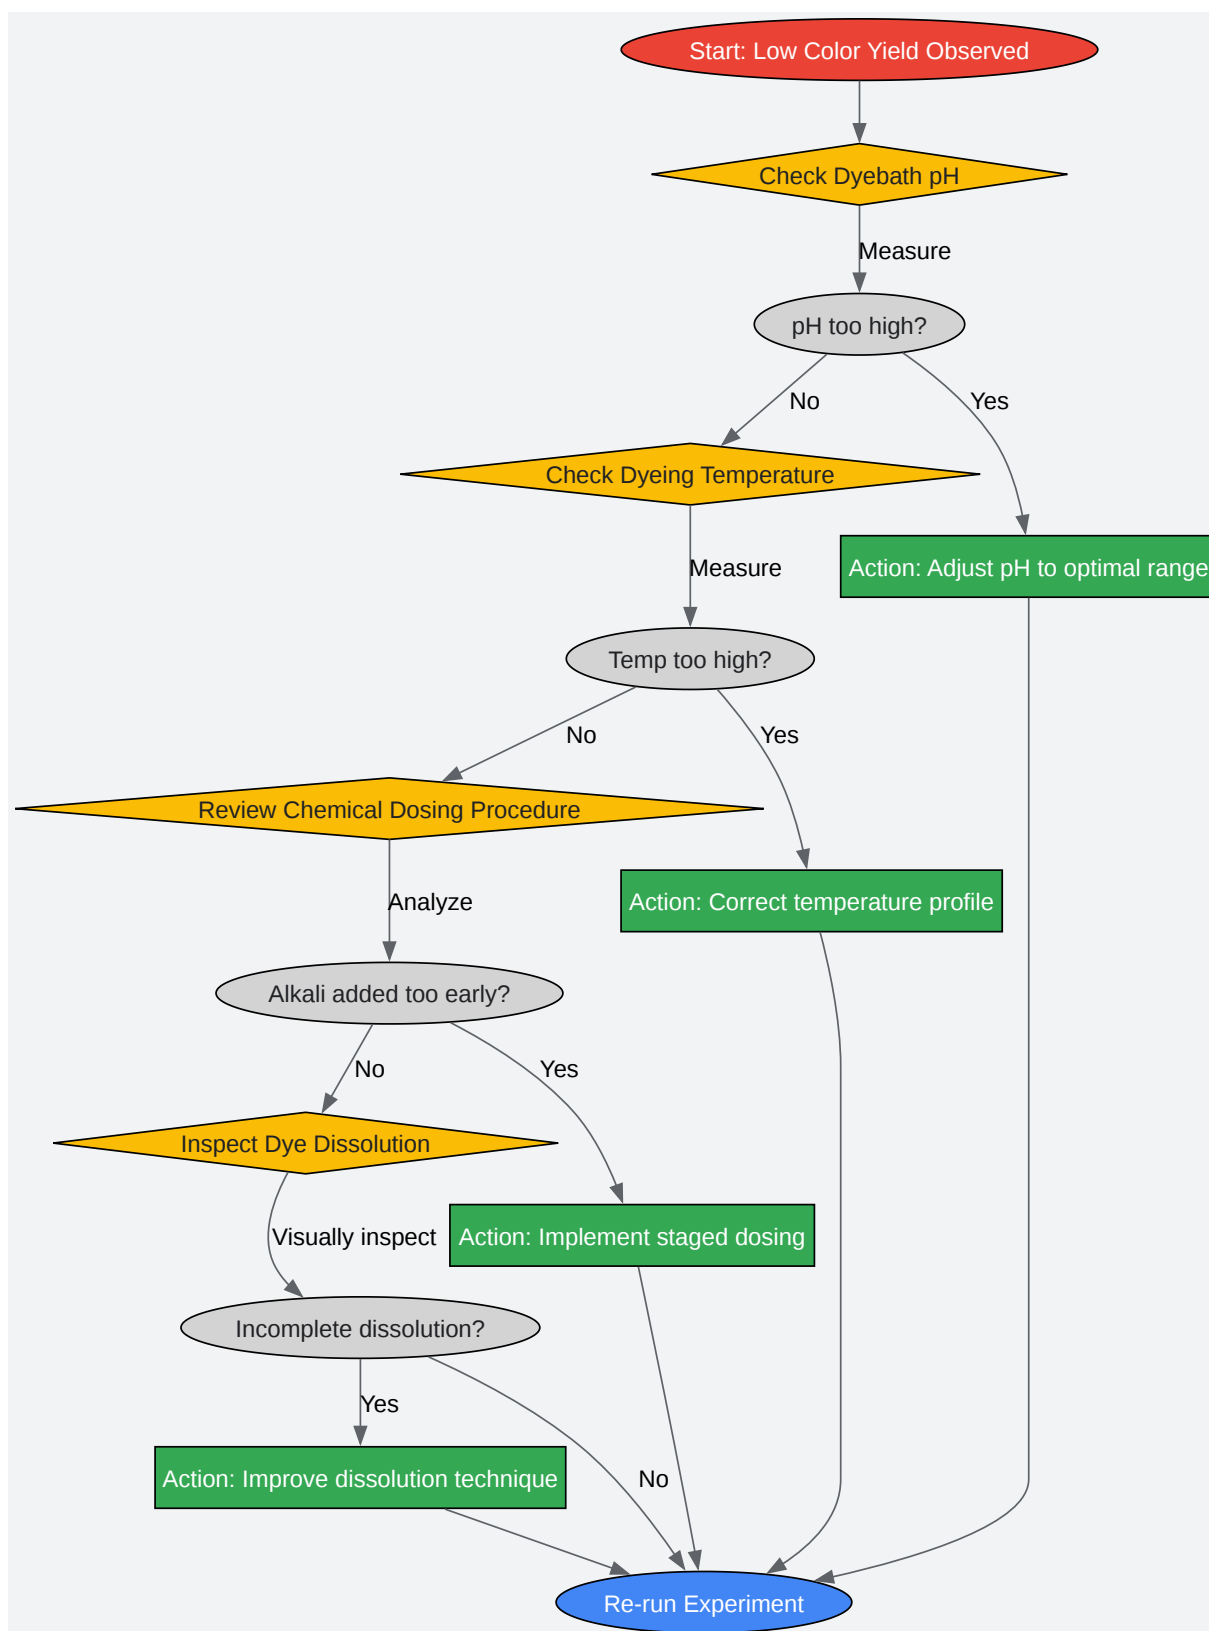 Start: Low Color Yield Observed
Check Dyebath pH
Measure
pH too high?
No
Yes
Check Dyeing Temperature
Measure
Action: Adjust pH to optimal range
Temp too high?
No
Yes
Review Chemical Dosing Procedure
Analyze
Action: Correct temperature profile
Alkali added too early?
No
Yes
Inspect Dye Dissolution
Visually inspect
Action: Implement staged dosing
Incomplete dissolution?
Yes
Action: Improve dissolution technique
No
Re-run Experiment